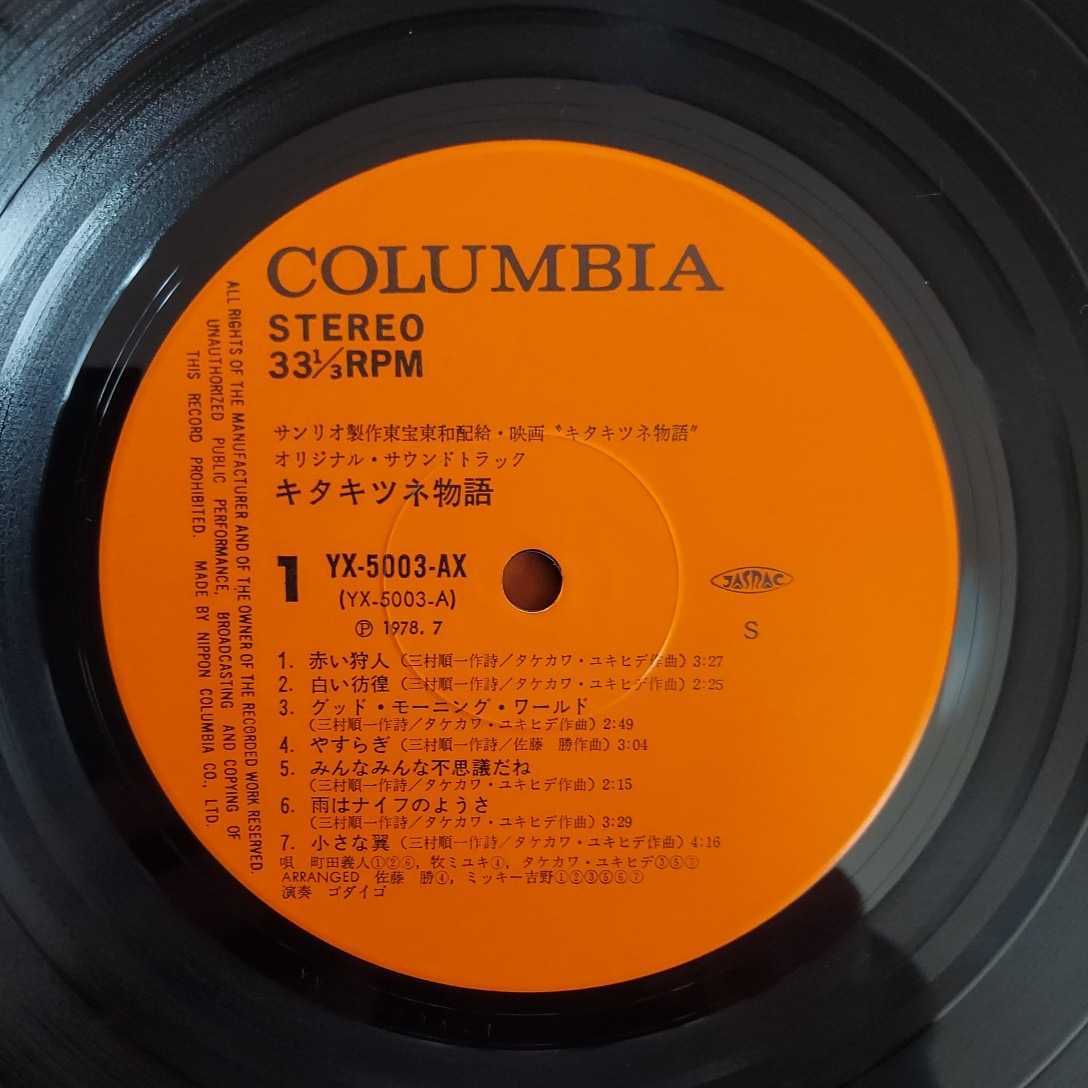 COLUMBIA
STEREO
33⅓RPM
サンリオ製作東宝東和配給・映画〝キタキツネ物語〟
オリジナル・サウンドトラック
キタキツネ物語
1
YX-5003-AX
(YX-5003-A)
Ⓟ 1978. 7
JASRAC
S
1. 赤い狩人 (三村順一作詩/タケカワ・ユキヒデ作曲) 3:27
2. 白い彷徨 (三村順一作詩/タケカワ・ユキヒデ作曲) 2:25
3. グッド・モーニング・ワールド
(三村順一作詩/タケカワ・ユキヒデ作曲) 2:49
4. やすらぎ (三村順一作詩/佐藤 勝作曲) 3:04
5. みんなみんな不思議だね
(三村順一作詩/タケカワ・ユキヒデ作曲) 2:15
6. 雨はナイフのようさ
(三村順一作詩/タケカワ・ユキヒデ作曲) 3:29
7. 小さな翼 (三村順一作詩/タケカワ・ユキヒデ作曲) 4:16
唄 町田義人①②⑥, 牧ミユキ④, タケカワ・ユキヒデ③⑤⑦
ARRANGED 佐藤 勝④, ミッキー吉野①②③⑤⑥⑦
演奏 ゴダイゴ
ALL RIGHTS OF THE MANUFACTURER AND OF THE OWNER OF THE RECORDED WORK RESERVED.
UNAUTHORIZED PUBLIC PERFORMANCE, BROADCASTING AND COPYING OF
THIS RECORD PROHIBITED. MADE BY NIPPON COLUMBIA CO., LTD.